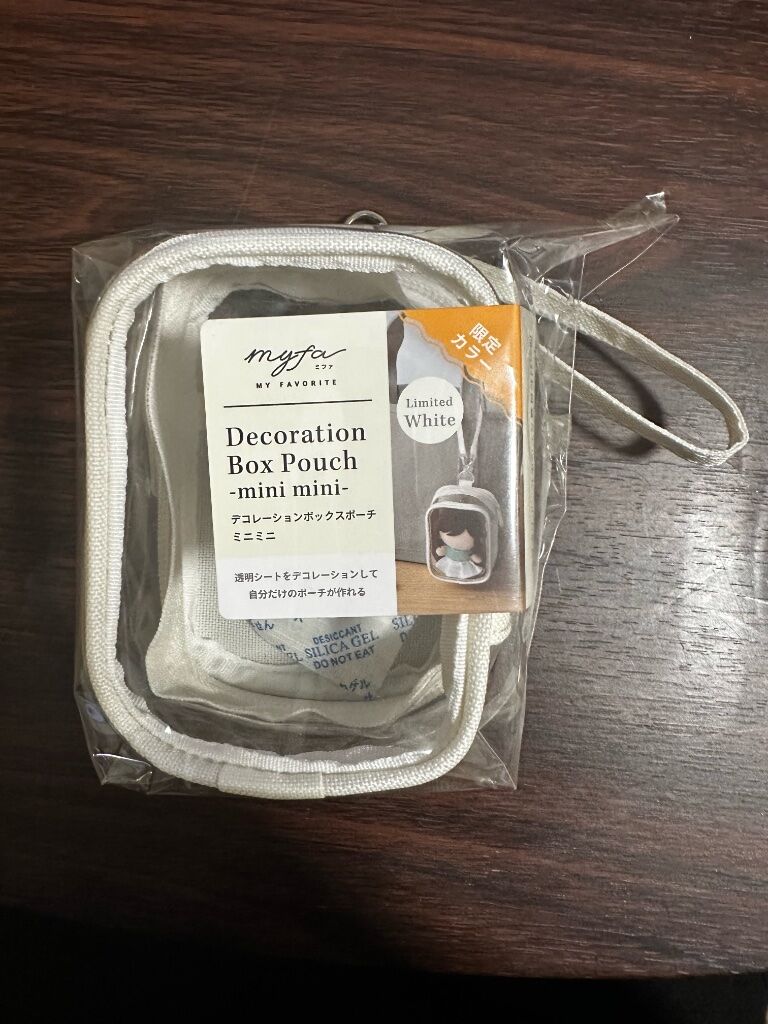 myfa
ミファ
MY FAVORITE
Decoration
Box Pouch
-mini mini-
デコレーションボックスポーチ
ミニミニ
透明シートをデコレーションして
自分だけのポーチが作れる
限定
カラー
Limited
White
せん
DESICCANT
SILICA GEL
DO NOT EAT